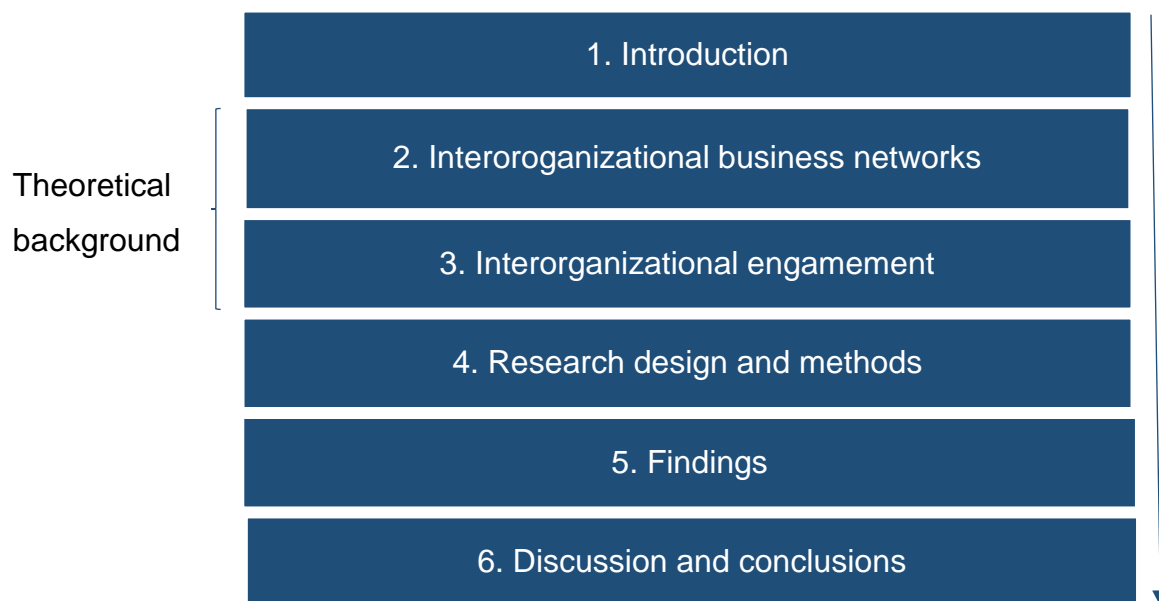 1. Introduction
2. Interoroganizational business networks
Theoretical
background
3. Interorganizational engamement
4. Research design and methods
5. Findings
6. Discussion and conclusions